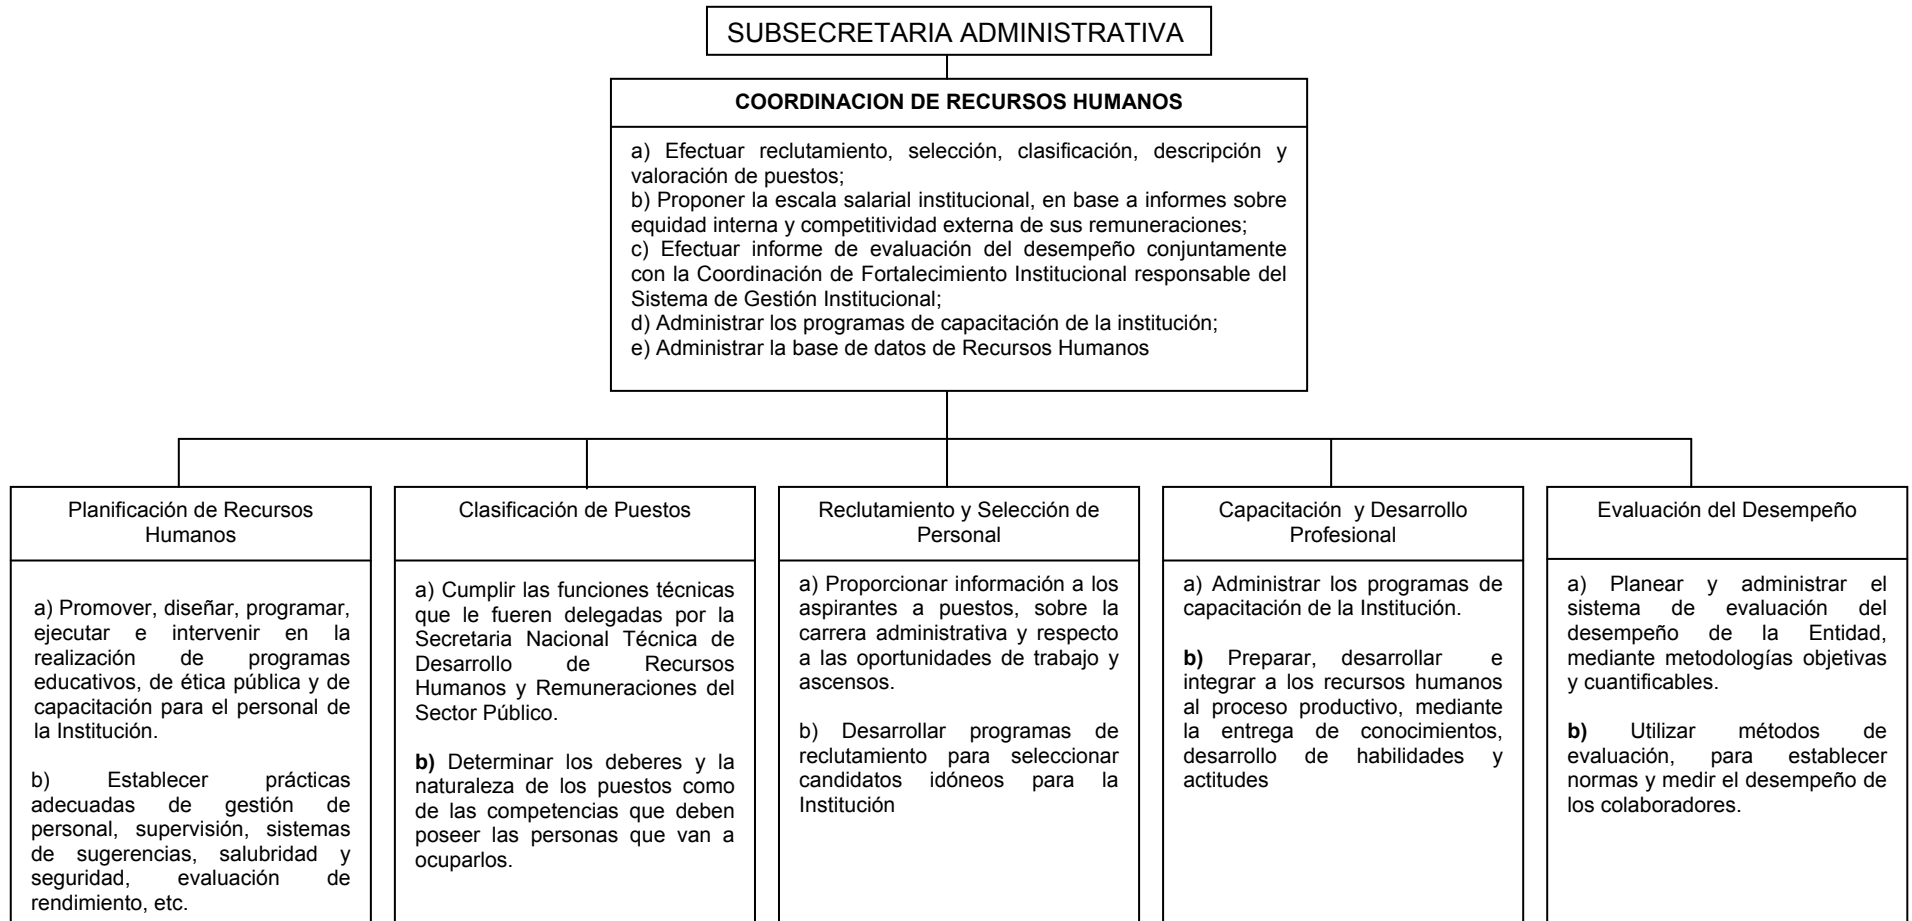 SUBSECRETARIA ADMINISTRATIVA
COORDINACION DE RECURSOS HUMANOS
a) Efectuar reclutamiento, selección, clasificación, descripción y
valoración de puestos;
b) Proponer la escala salarial institucional, en base a informes sobre
equidad interna y competitividad externa de sus remuneraciones;
c) Efectuar informe de evaluación del desempeño conjuntamente
con la Coordinación de Fortalecimiento Institucional responsable del
Sistema de Gestión Institucional;
d) Administrar los programas de capacitación de la institución;
e) Administrar la base de datos de Recursos Humanos
Planificación de Recursos
Humanos
a) Promover, diseñar, programar,
ejecutar e intervenir en la
realización de programas
educativos, de ética pública y de
capacitación para el personal de
la Institución.
b) Establecer prácticas
adecuadas de gestión de
personal, supervisión, sistemas
de sugerencias, salubridad y
seguridad, evaluación de
rendimiento, etc.
Clasificación de Puestos
a) Cumplir las funciones técnicas
que le fueren delegadas por la
Secretaria Nacional Técnica de
Desarrollo de Recursos
Humanos y Remuneraciones del
Sector Público.
b) Determinar los deberes y la
naturaleza de los puestos como
de las competencias que deben
poseer las personas que van a
ocuparlos.
Reclutamiento y Selección de
Personal
a) Proporcionar información a los
aspirantes a puestos, sobre la
carrera administrativa y respecto
a las oportunidades de trabajo y
ascensos.
b) Desarrollar programas de
reclutamiento para seleccionar
candidatos idóneos para la
Institución
Capacitación y Desarrollo
Profesional
a) Administrar los programas de
capacitación de la Institución.
b) Preparar, desarrollar e
integrar a los recursos humanos
al proceso productivo, mediante
la entrega de conocimientos,
desarrollo de habilidades y
actitudes
Evaluación del Desempeño
a) Planear y administrar el
sistema de evaluación del
desempeño de la Entidad,
mediante metodologías objetivas
y cuantificables.
b) Utilizar métodos de
evaluación, para establecer
normas y medir el desempeño de
los colaboradores.